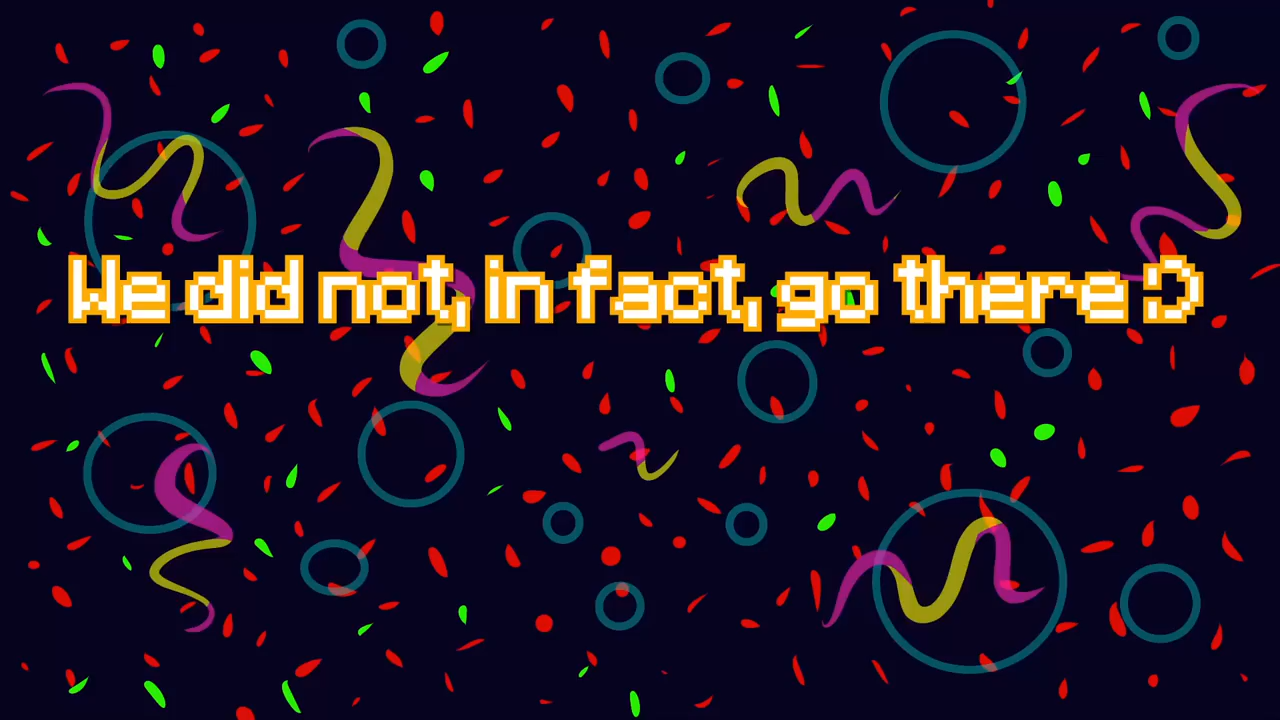 We did not, in fact, go there :)